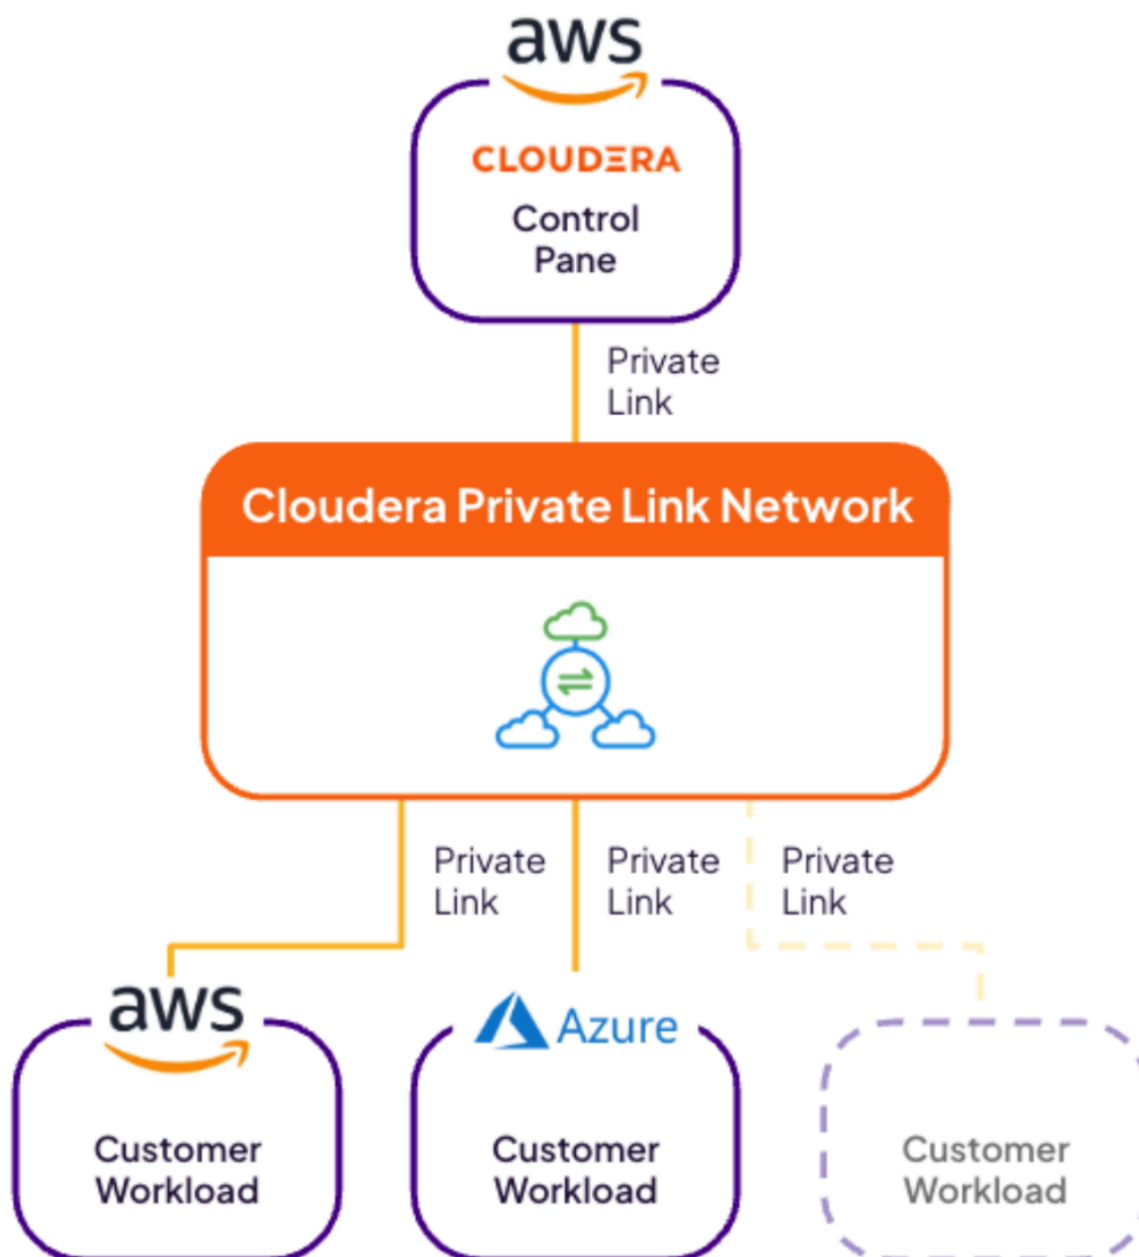 aws
CLOUDERA
Control
Pane
Private
Link
Cloudera Private Link Network
Private
Link
Private
Link
Private
Link
aws
Azure
Customer
Workload
Customer
Workload
Customer
Workload